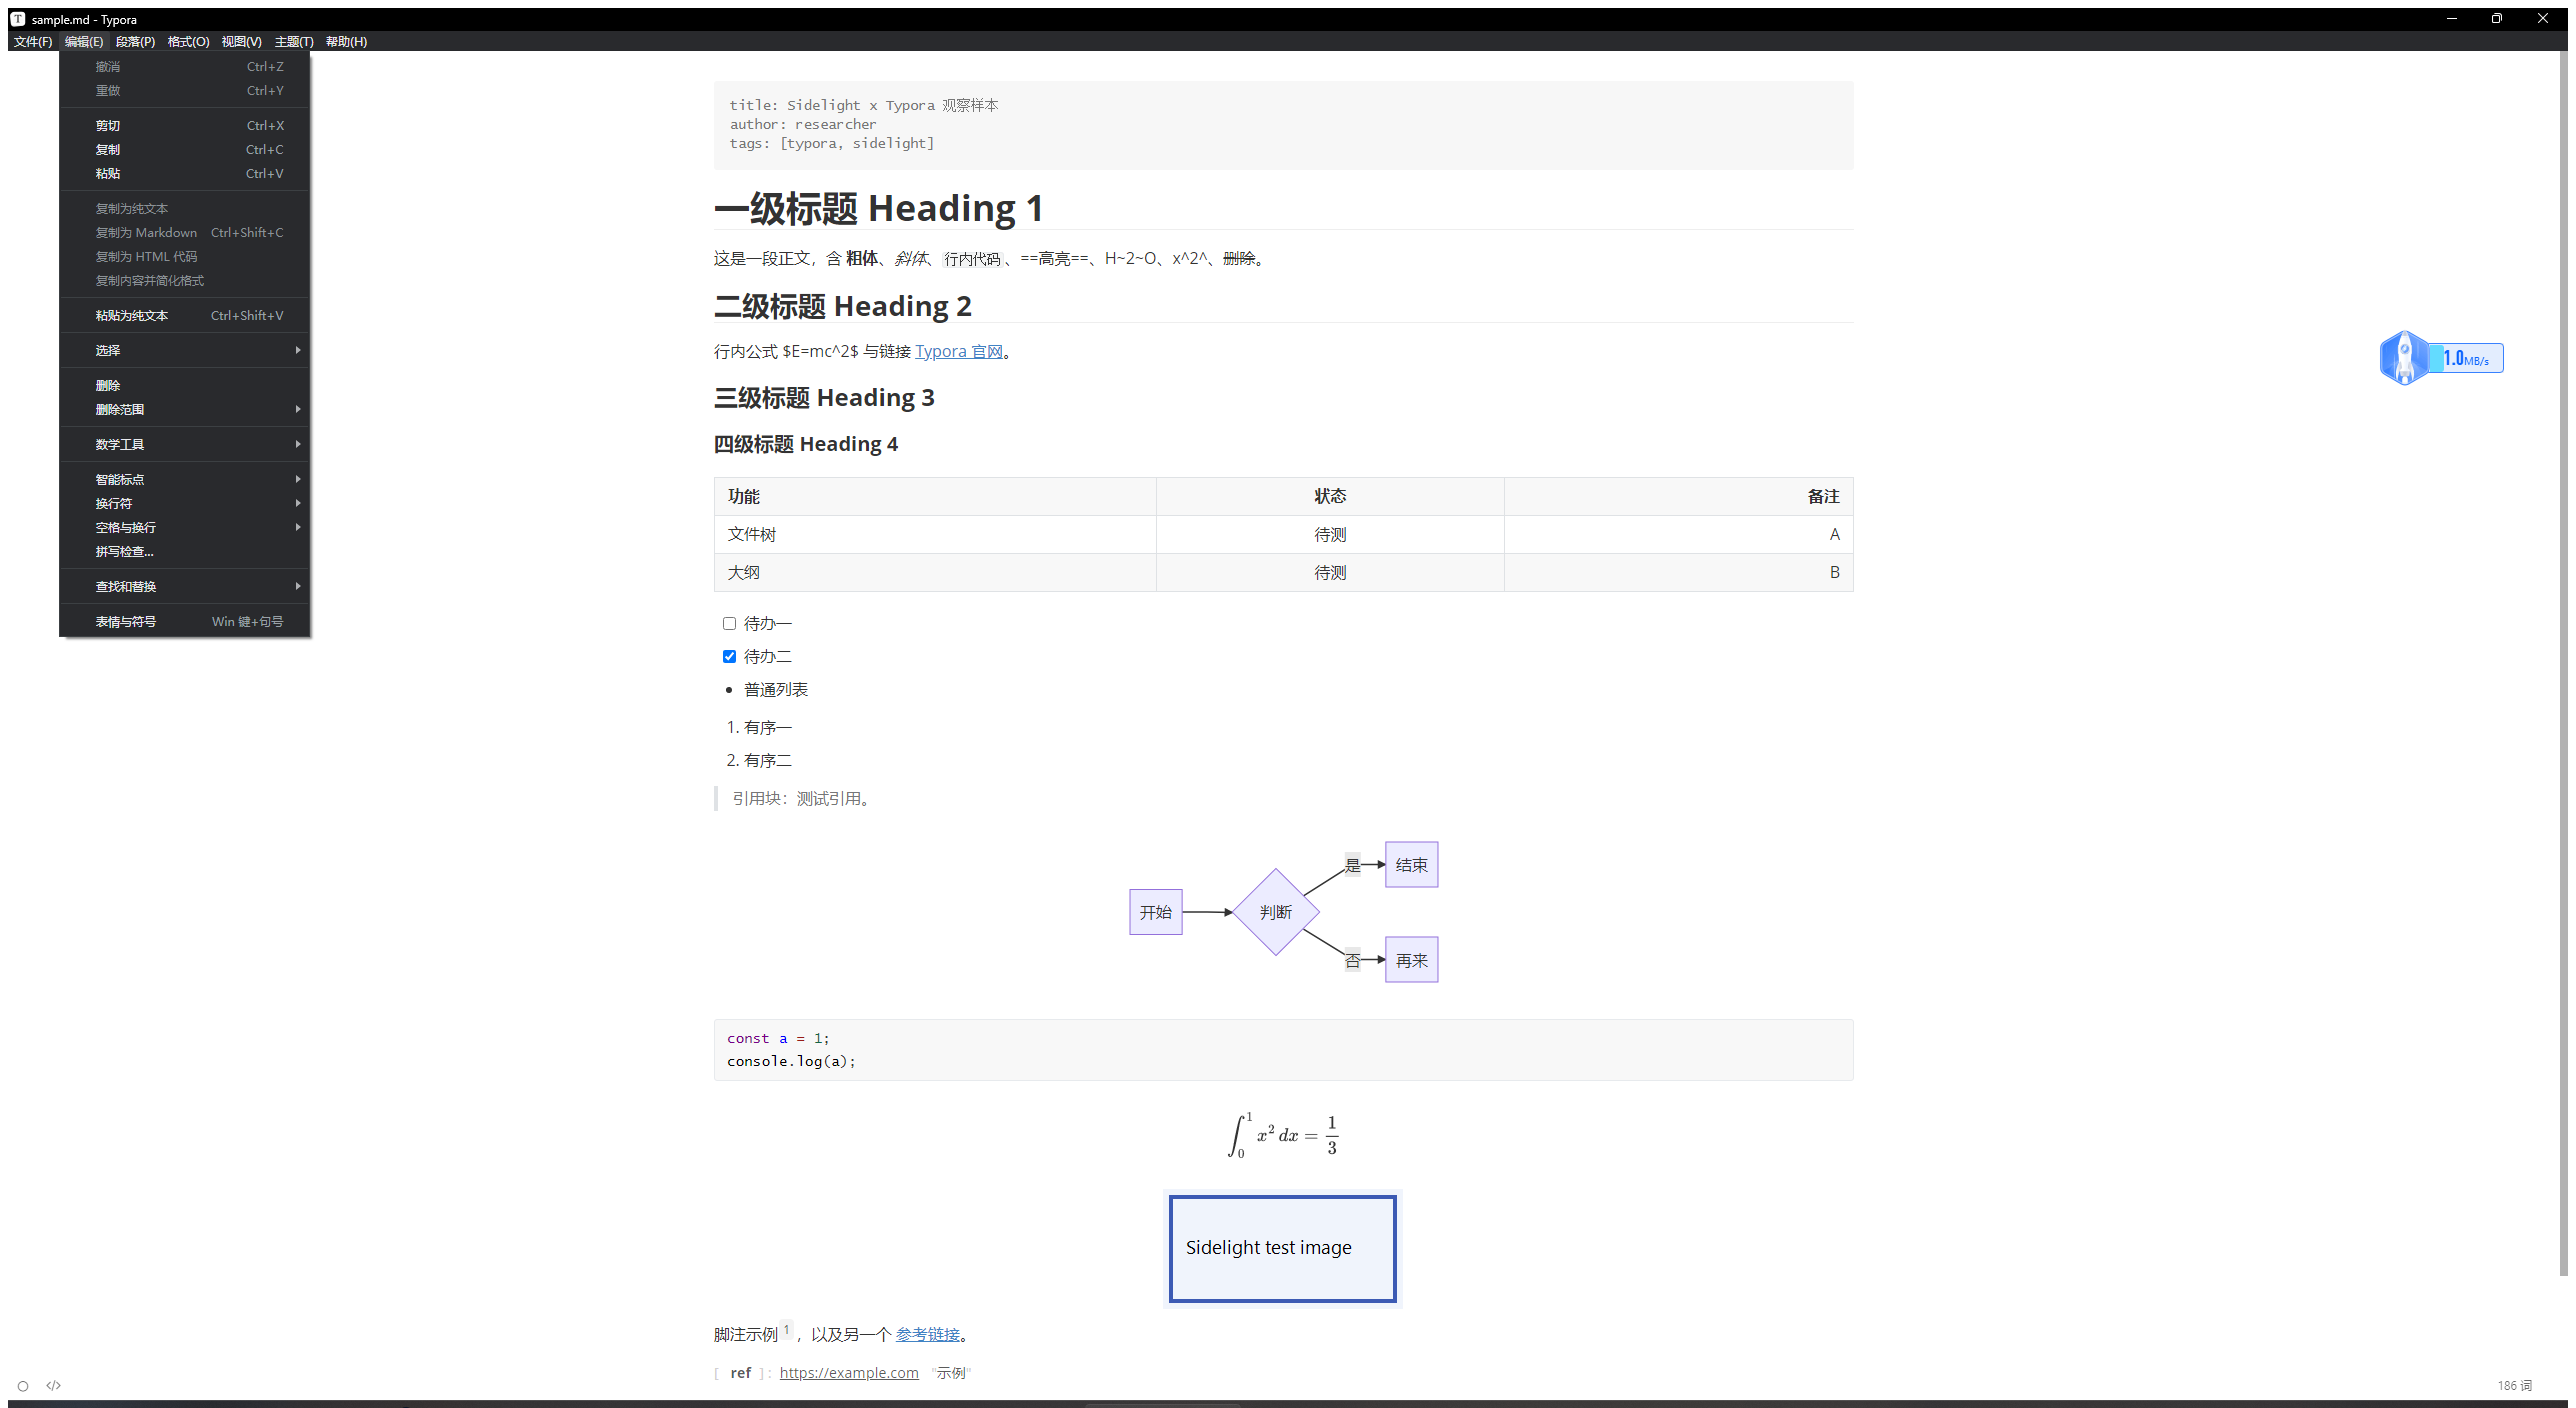 sample.md - Typora
文件(F) 编辑(E) 段落(P) 格式(O) 视图(V) 主题(T) 帮助(H)
撤消 Ctrl+Z
重做 Ctrl+Y
剪切 Ctrl+X
复制 Ctrl+C
粘贴 Ctrl+V
复制为纯文本
复制为 Markdown Ctrl+Shift+C
复制为 HTML 代码
复制内容并简化格式
粘贴为纯文本 Ctrl+Shift+V
选择
删除
删除范围
数学工具
智能标点
换行符
空格与换行
拼写检查...
查找和替换
表情与符号 Win 键+句号
title: Sidelight x Typora 观察样本
author: researcher
tags: [typora, sidelight]
一级标题 Heading 1
这是一段正文，含 粗体、斜体、行内代码、==高亮==、H~2~O、x^2^、删除。
二级标题 Heading 2
行内公式 $E=mc^2$ 与链接 Typora 官网。
1.0MB/s
三级标题 Heading 3
四级标题 Heading 4
功能 状态 备注
文件树 待测 A
大纲 待测 B
待办一
待办二
普通列表
1. 有序一
2. 有序二
引用块：测试引用。
是 结束
开始 判断
否 再来
const a = 1;
console.log(a);
∫₀¹ x² dx = 1/3
Sidelight test image
脚注示例1，以及另一个 参考链接。
[ ref ]: https://example.com "示例"
</> 186 词